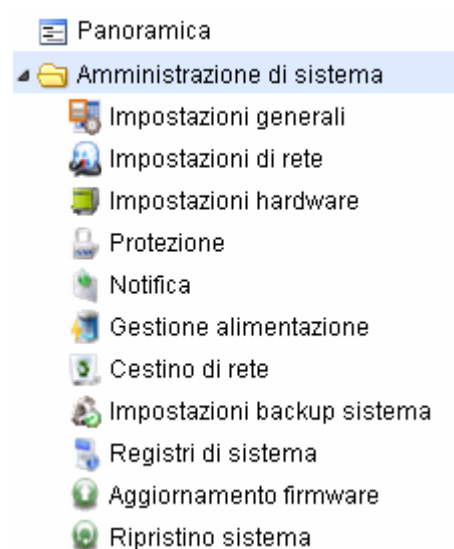 Panoramica
Amministrazione di sistema
Impostazioni generali
Impostazioni di rete
Impostazioni hardware
Protezione
Notifica
Gestione alimentazione
Cestino di rete
Impostazioni backup sistema
Registri di sistema
Aggiornamento firmware
Ripristino sistema